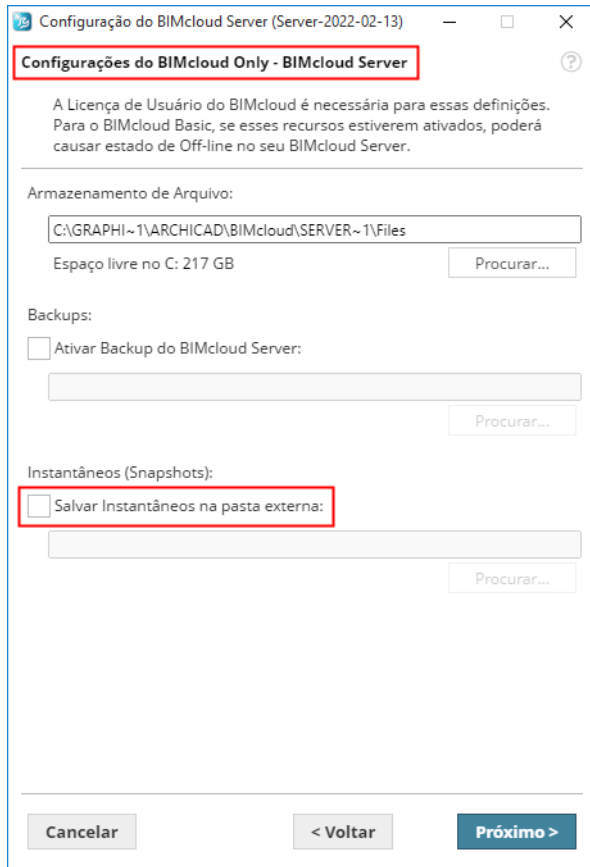 Configuração do BIMcloud Server (Server-2022-02-13)
Configurações do BIMcloud Only - BIMcloud Server
?
A Licença de Usuário do BIMcloud é necessária para essas definições.
Para o BIMcloud Basic, se esses recursos estiverem ativados, poderá
causar estado de Off-line no seu BIMcloud Server.
Armazenamento de Arquivo:
C:\GRAPHI~1\ARCHICAD\BIMcloud\SERVER~1\Files
Espaço livre no C: 217 GB
Procurar...
Backups:
Ativar Backup do BIMcloud Server:
Procurar...
Instantâneos (Snapshots):
Salvar Instantâneos na pasta externa:
Procurar...
Cancelar
< Voltar
Próximo >